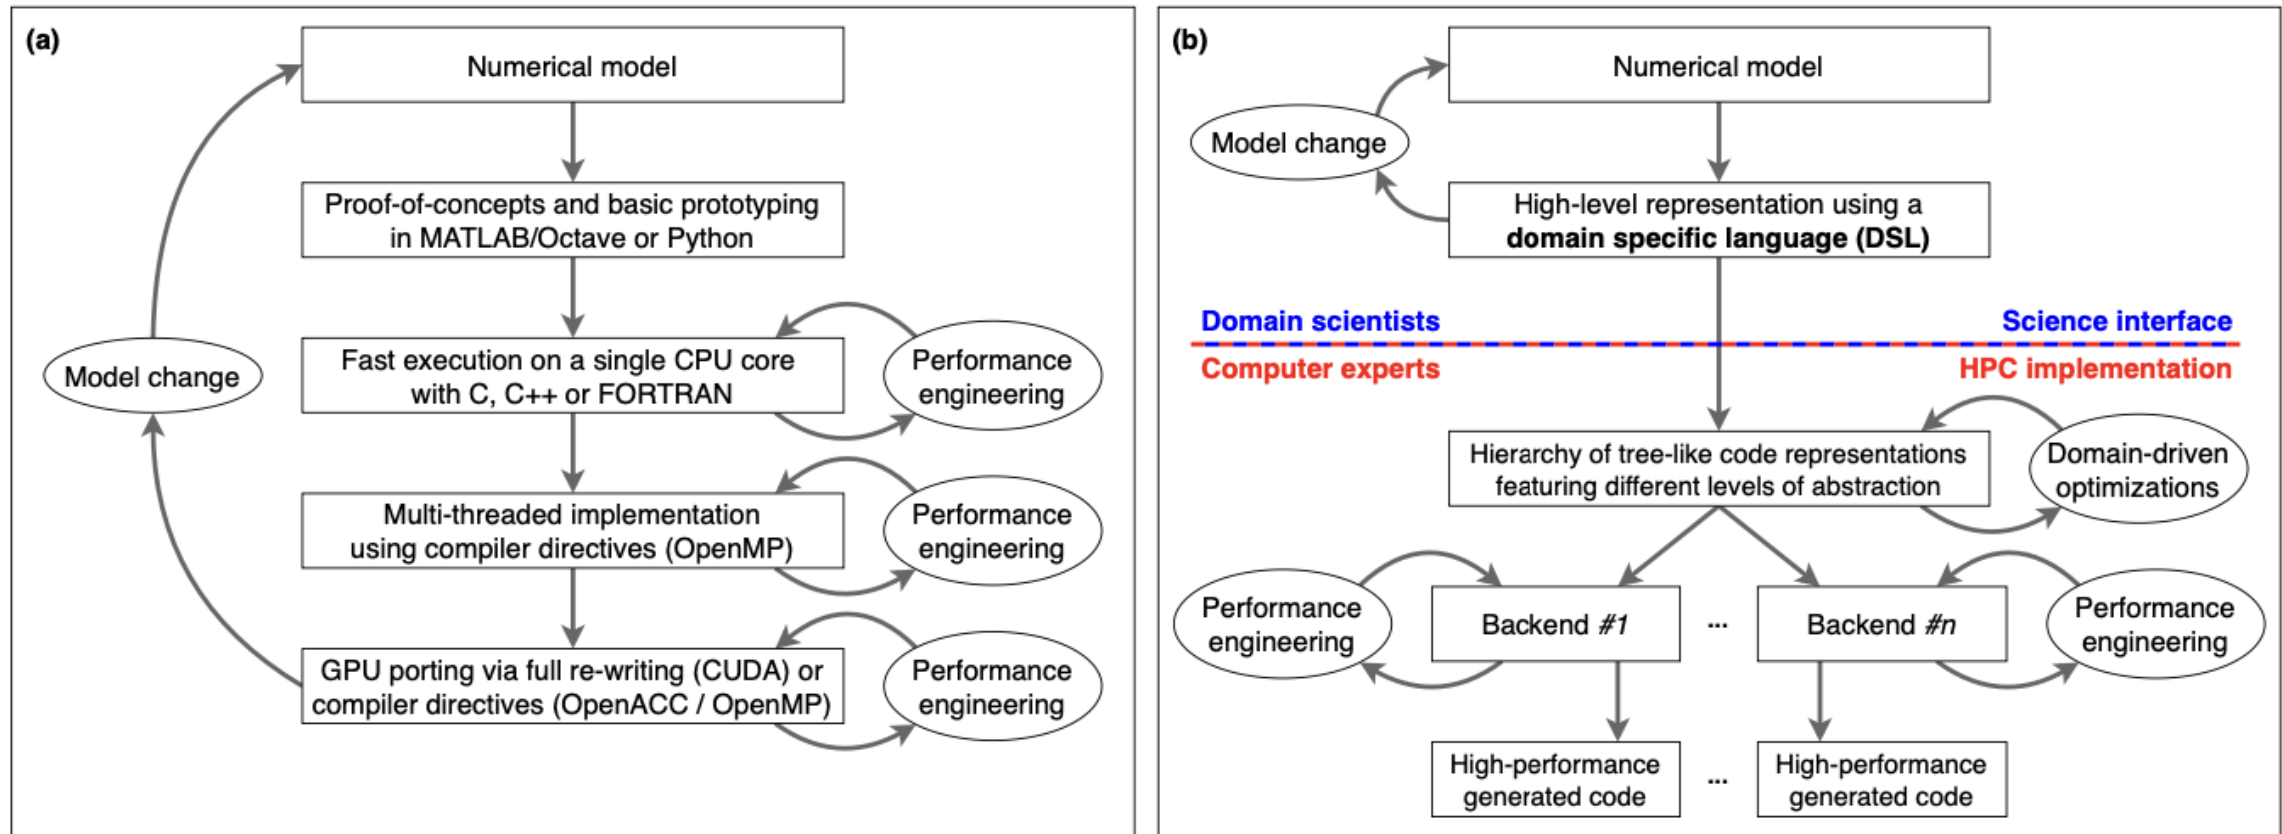 (a)
Numerical model
Proof-of-concepts and basic prototyping
in MATLAB/Octave or Python
Fast execution on a single CPU core
with C, C++ or FORTRAN
Performance
engineering
Model change
Multi-threaded implementation
using compiler directives (OpenMP)
Performance
engineering
GPU porting via full re-writing (CUDA) or
compiler directives (OpenACC / OpenMP)
Performance
engineering
(b)
Numerical model
Model change
High-level representation using a
domain specific language (DSL)
Domain scientists
Science interface
Computer experts
HPC implementation
Hierarchy of tree-like code representations
featuring different levels of abstraction
Domain-driven
optimizations
Performance
engineering
Backend #1
...
Backend #n
Performance
engineering
High-performance
generated code
...
High-performance
generated code